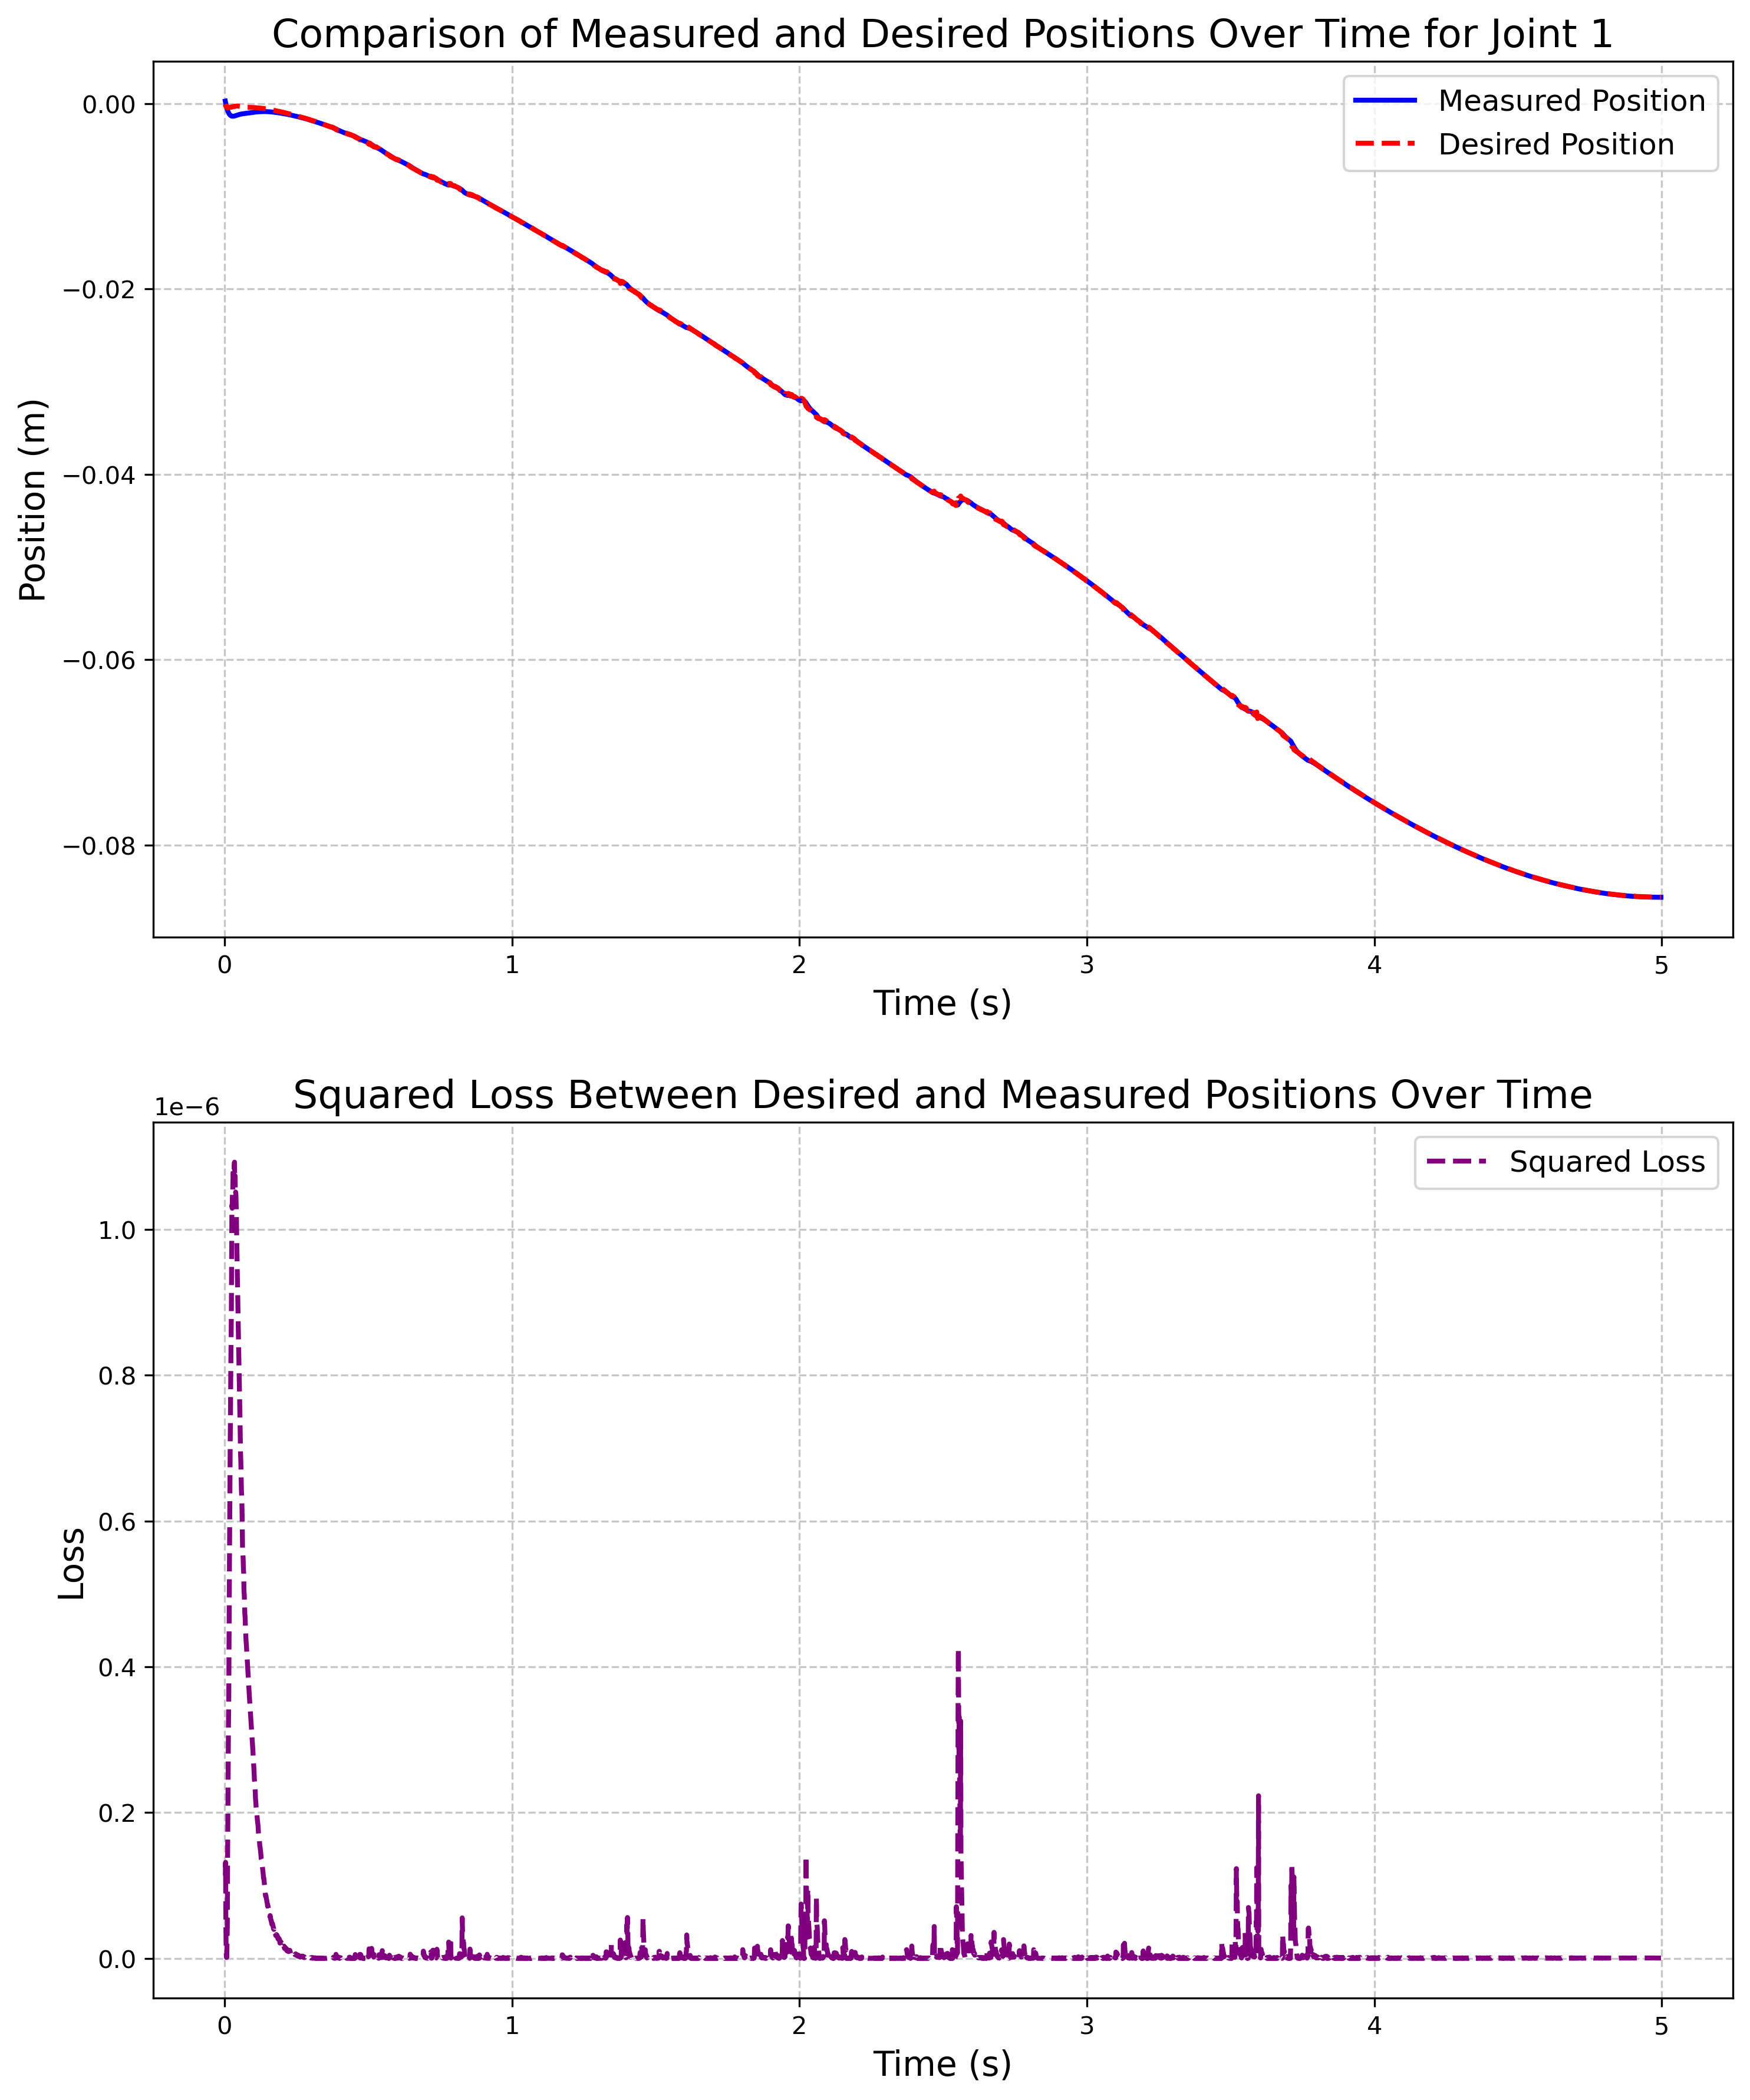 Comparison of Measured and Desired Positions Over Time for Joint 1
Measured Position
Desired Position
0.00
−0.02
−0.04
−0.06
−0.08
Position (m)
0 1 2 3 4 5
Time (s)
Squared Loss Between Desired and Measured Positions Over Time
1e−6
Squared Loss
1.0
0.8
0.6
0.4
0.2
0.0
Loss
0 1 2 3 4 5
Time (s)